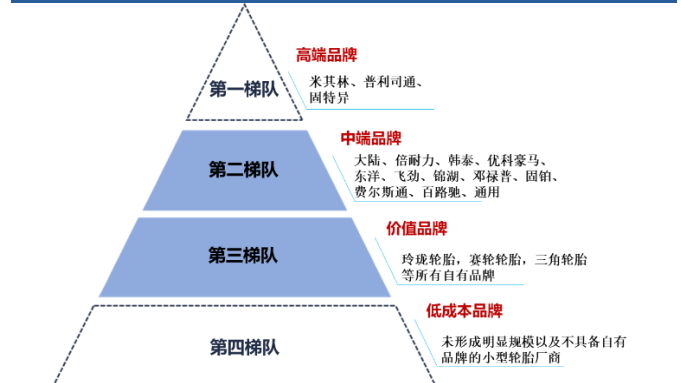 高端品牌
第一梯队
米其林、普利司通、
固特异
中端品牌
第二梯队
大陆、倍耐力、韩泰、优科豪马、
东洋、飞劲、锦湖、邓禄普、固铂、
费尔斯通、百路驰、通用
价值品牌
第三梯队
玲珑轮胎，赛轮轮胎，三角轮胎
等所有自有品牌
低成本品牌
第四梯队
未形成明显规模以及不具备自有
品牌的小型轮胎厂商